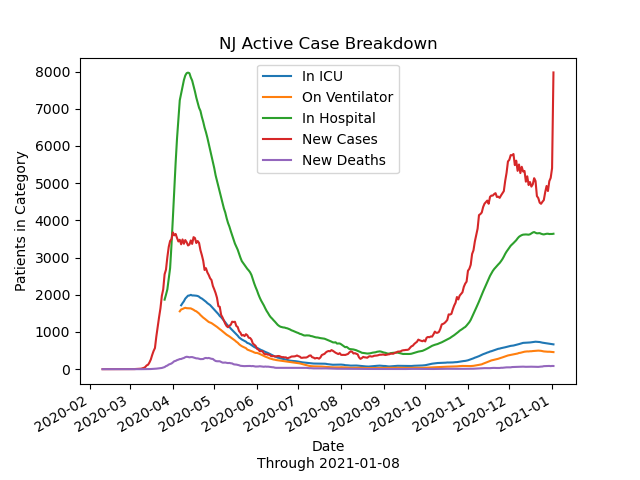 NJ Active Case Breakdown
In ICU
On Ventilator
In Hospital
New Cases
New Deaths
Patients in Category
8000
7000
6000
5000
4000
3000
2000
1000
0
2020-02
2020-03
2020-04
2020-05
2020-06
2020-07
2020-08
2020-09
2020-10
2020-11
2020-12
2021-01
Date
Through 2021-01-08